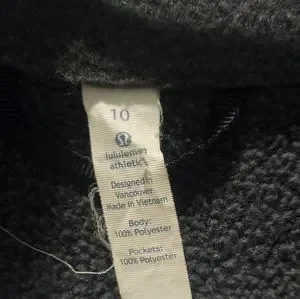 10
lululemon
athletica
Designed in
Vancouver
Made in Vietnam
Body:
100% Polyester
Pockets:
100% Polyester